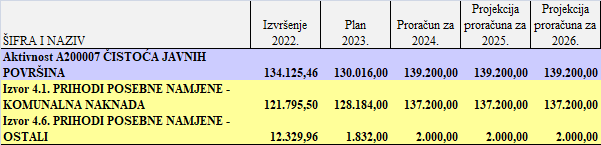 ŠIFRA I NAZIV Izvršenje 2022. Plan 2023. Proračun za 2024. Projekcija proračuna za 2025. Projekcija proračuna za 2026.
Aktivnost A200007 ČISTOĆA JAVNIH
POVRŠINA 134.125,46 130.016,00 139.200,00 139.200,00 139.200,00
Izvor 4.1. PRIHODI POSEBNE NAMJENE -
KOMUNALNA NAKNADA 121.795,50 128.184,00 137.200,00 137.200,00 137.200,00
Izvor 4.6. PRIHODI POSEBNE NAMJENE -
OSTALI 12.329,96 1.832,00 2.000,00 2.000,00 2.000,00